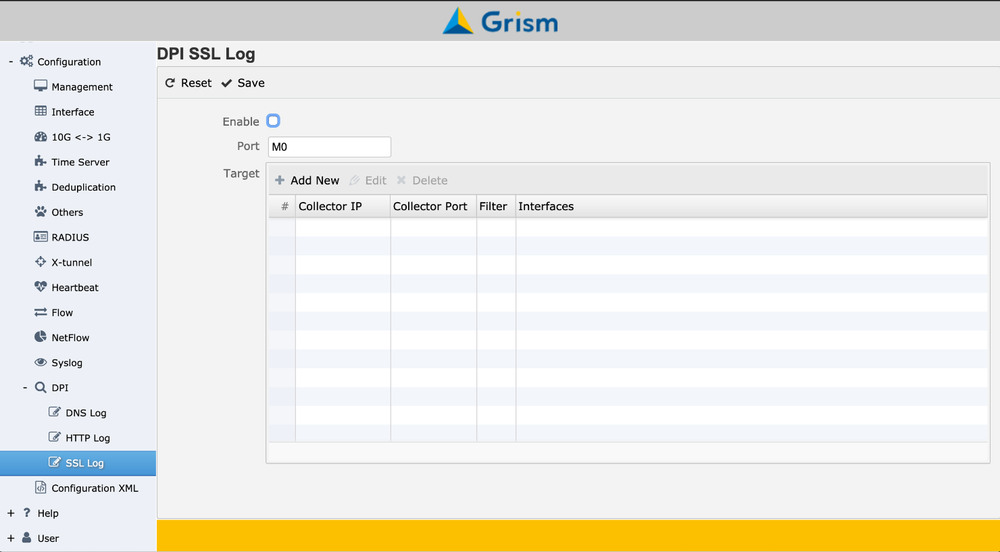 Grism
- Configuration
Management
Interface
10G <-> 1G
Time Server
Deduplication
Others
RADIUS
X-tunnel
Heartbeat
Flow
NetFlow
Syslog
- DPI
DNS Log
HTTP Log
SSL Log
Configuration XML
+ ? Help
+ User
DPI SSL Log
Reset Save
Enable
Port M0
Target
+ Add New Edit Delete
# Collector IP Collector Port Filter Interfaces